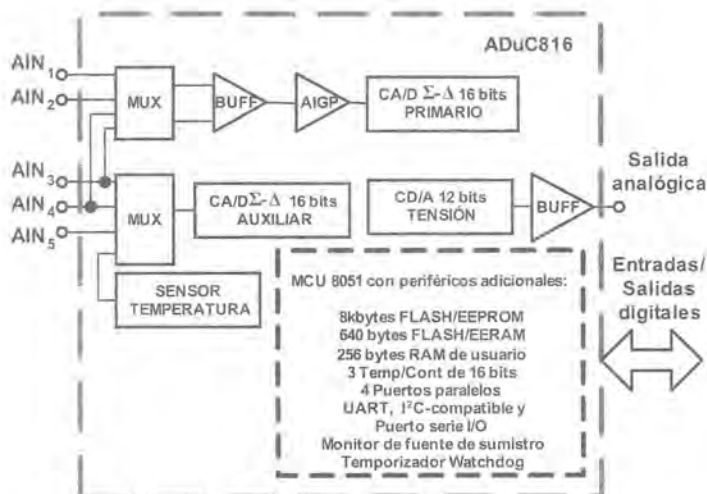 ADuC816
AIN1
AIN2
AIN3
AIN4
AIN5
MUX
BUFF
AIGP
CA/D Σ-Δ 16 bits
PRIMARIO
MUX
CA/D Σ-Δ 16 bits
AUXILIAR
CD/A 12 bits
TENSIÓN
BUFF
Salida
analógica
SENSOR
TEMPERATURA
MCU 8051 con periféricos adicionales:
8kbytes FLASH/EEPROM
640 bytes FLASH/EERAM
256 bytes RAM de usuario
3 Temp/Cont de 16 bits
4 Puertos paralelos
UART, I²C-compatible y
Puerto serie I/O
Monitor de fuente de sumistro
Temporizador Watchdog
Entradas/
Salidas
digitales